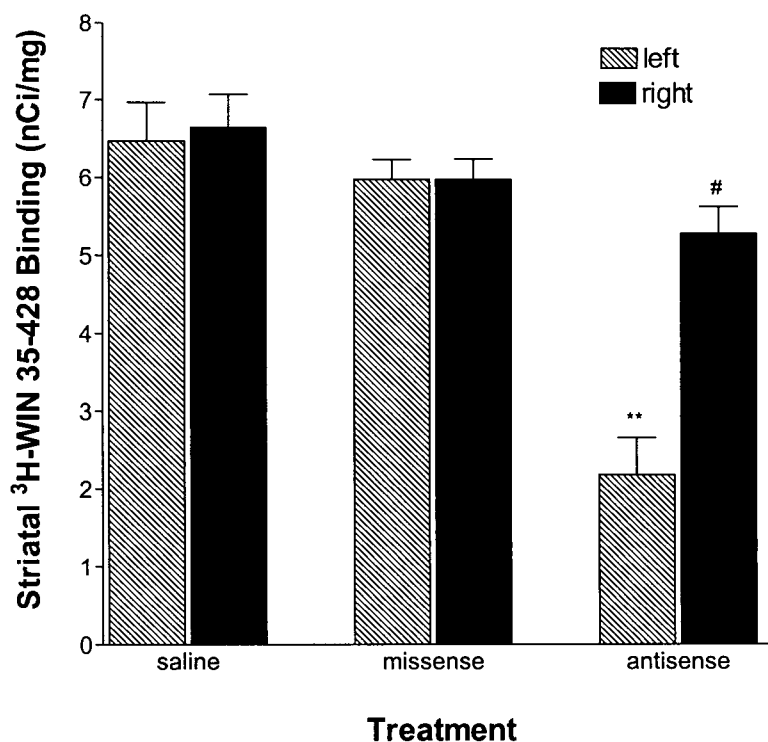 Striatal ³H-WIN 35-428 Binding (nCi/mg)
8
7
6
5
4
3
2
1
0
left
right
#
**
saline missense antisense
Treatment